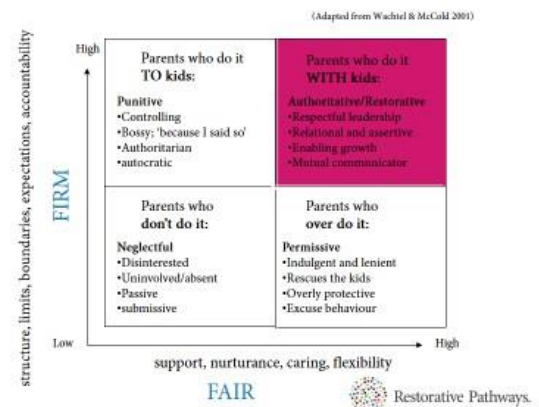 (Adapted from Wachtel & McCold 2001)
High
structure, limits, boundaries, expectations, accountability
FIRM
Parents who do it
TO kids:
Punitive
•Controlling
•Bossy; 'because I said so'
•Authoritarian
•autocratic
Parents who do it
WITH kids:
Authoritative/Restorative
•Respectful leadership
•Relational and assertive
•Enabling growth
•Mutual communicator
Parents who
don't do it:
Neglectful
•Disinterested
•Uninvolved/absent
•Passive
•submissive
Parents who
over do it:
Permissive
•Indulgent and lenient
•Rescues the kids
•Overly protective
•Excuse behaviour
Low
High
support, nurturance, caring, flexibility
FAIR
Restorative Pathways.